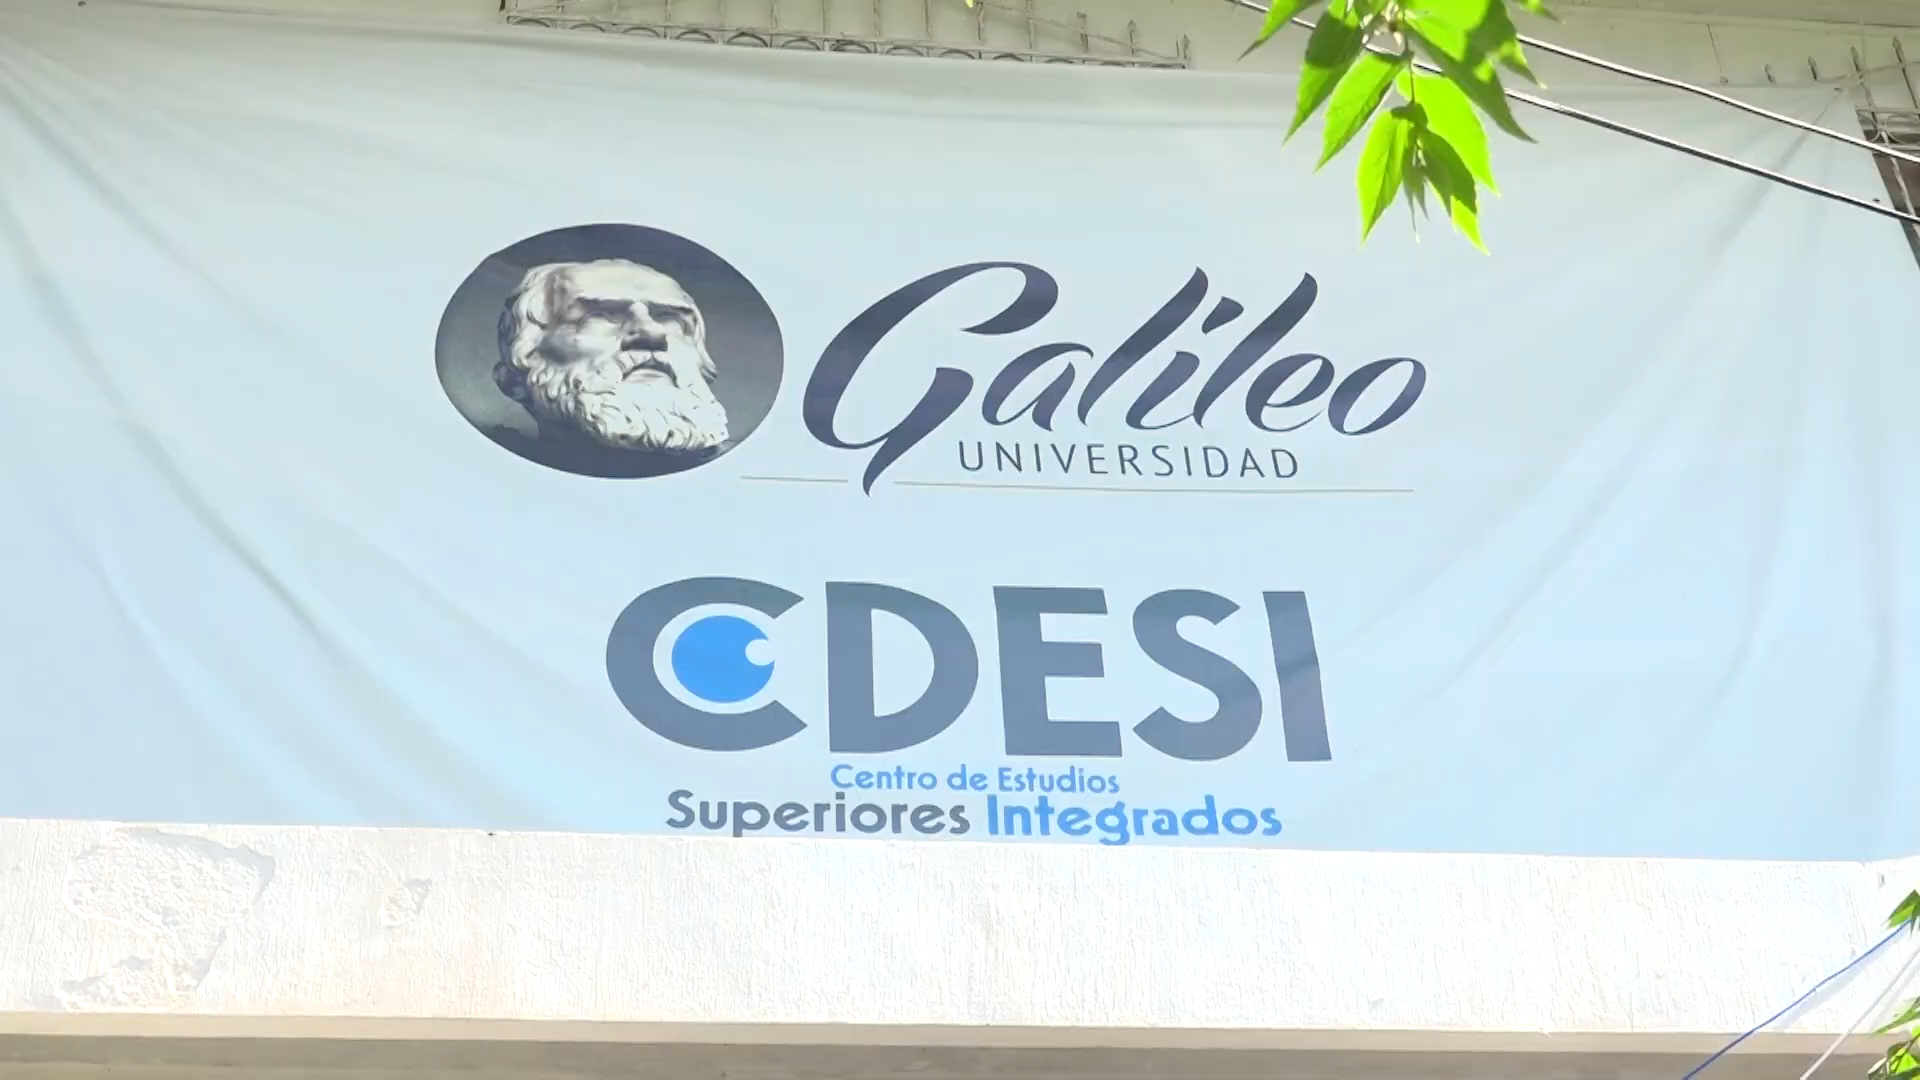 Galileo
UNIVERSIDAD
CDESI
Centro de Estudios
Superiores Integrados